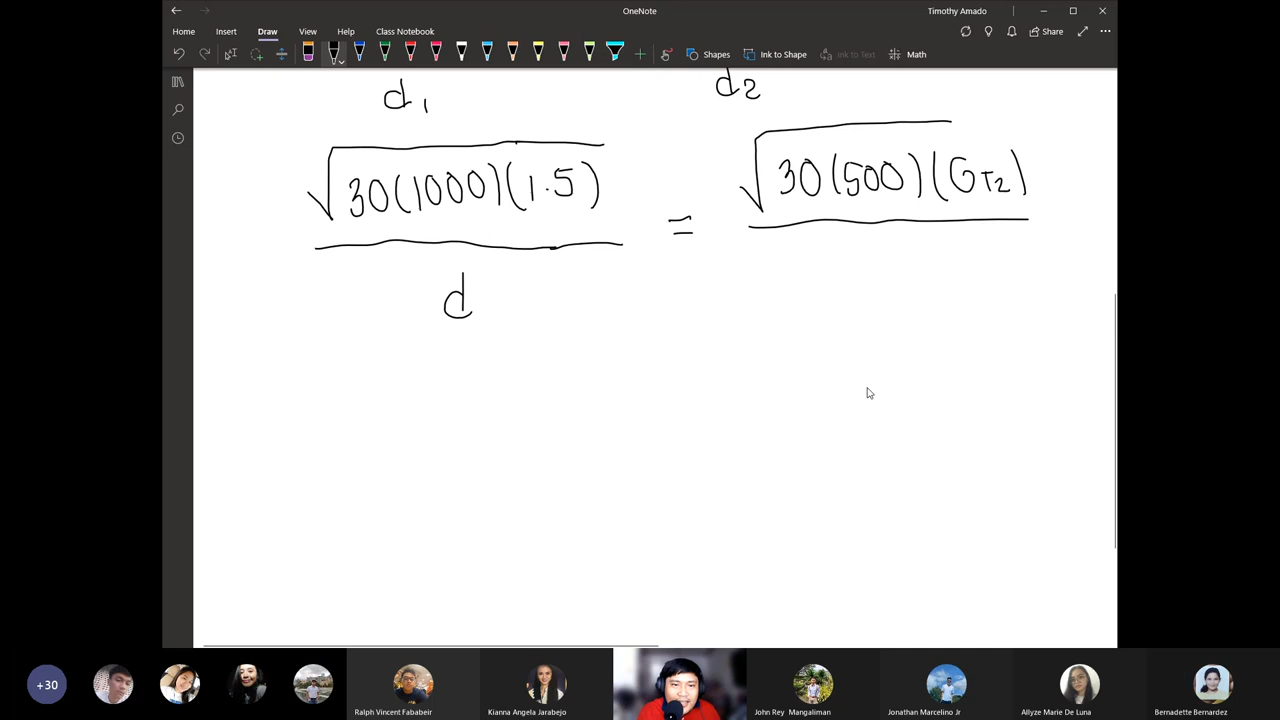 OneNote
Timothy Amado
Home Insert Draw View Help Class Notebook
Share
Shapes Ink to Shape Ink to Text Math
d1 d2
√30(1000)(1.5) = √30(500)(GT2)
d
+30
Ralph Vincent Fababeir Kianna Angela Jarabejo John Rey Mangaliman Jonathan Marcelino Jr Allyze Marie De Luna Bernadette Bernardez